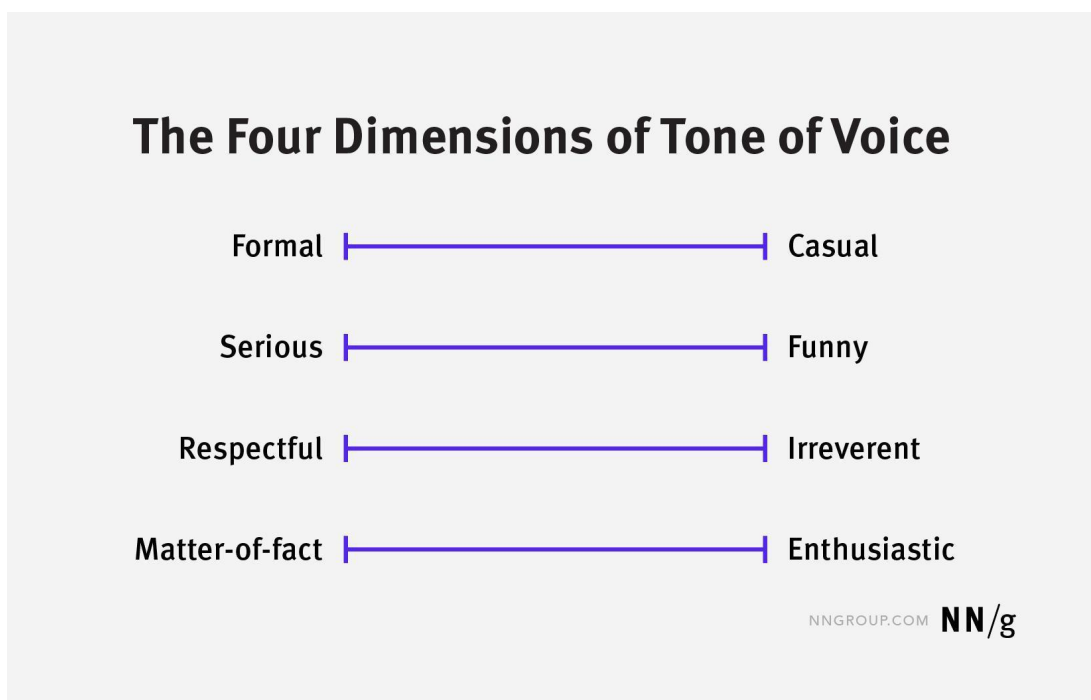 The Four Dimensions of Tone of Voice
Formal Casual
Serious Funny
Respectful Irreverent
Matter-of-fact Enthusiastic
NNGROUP.COM NN/g